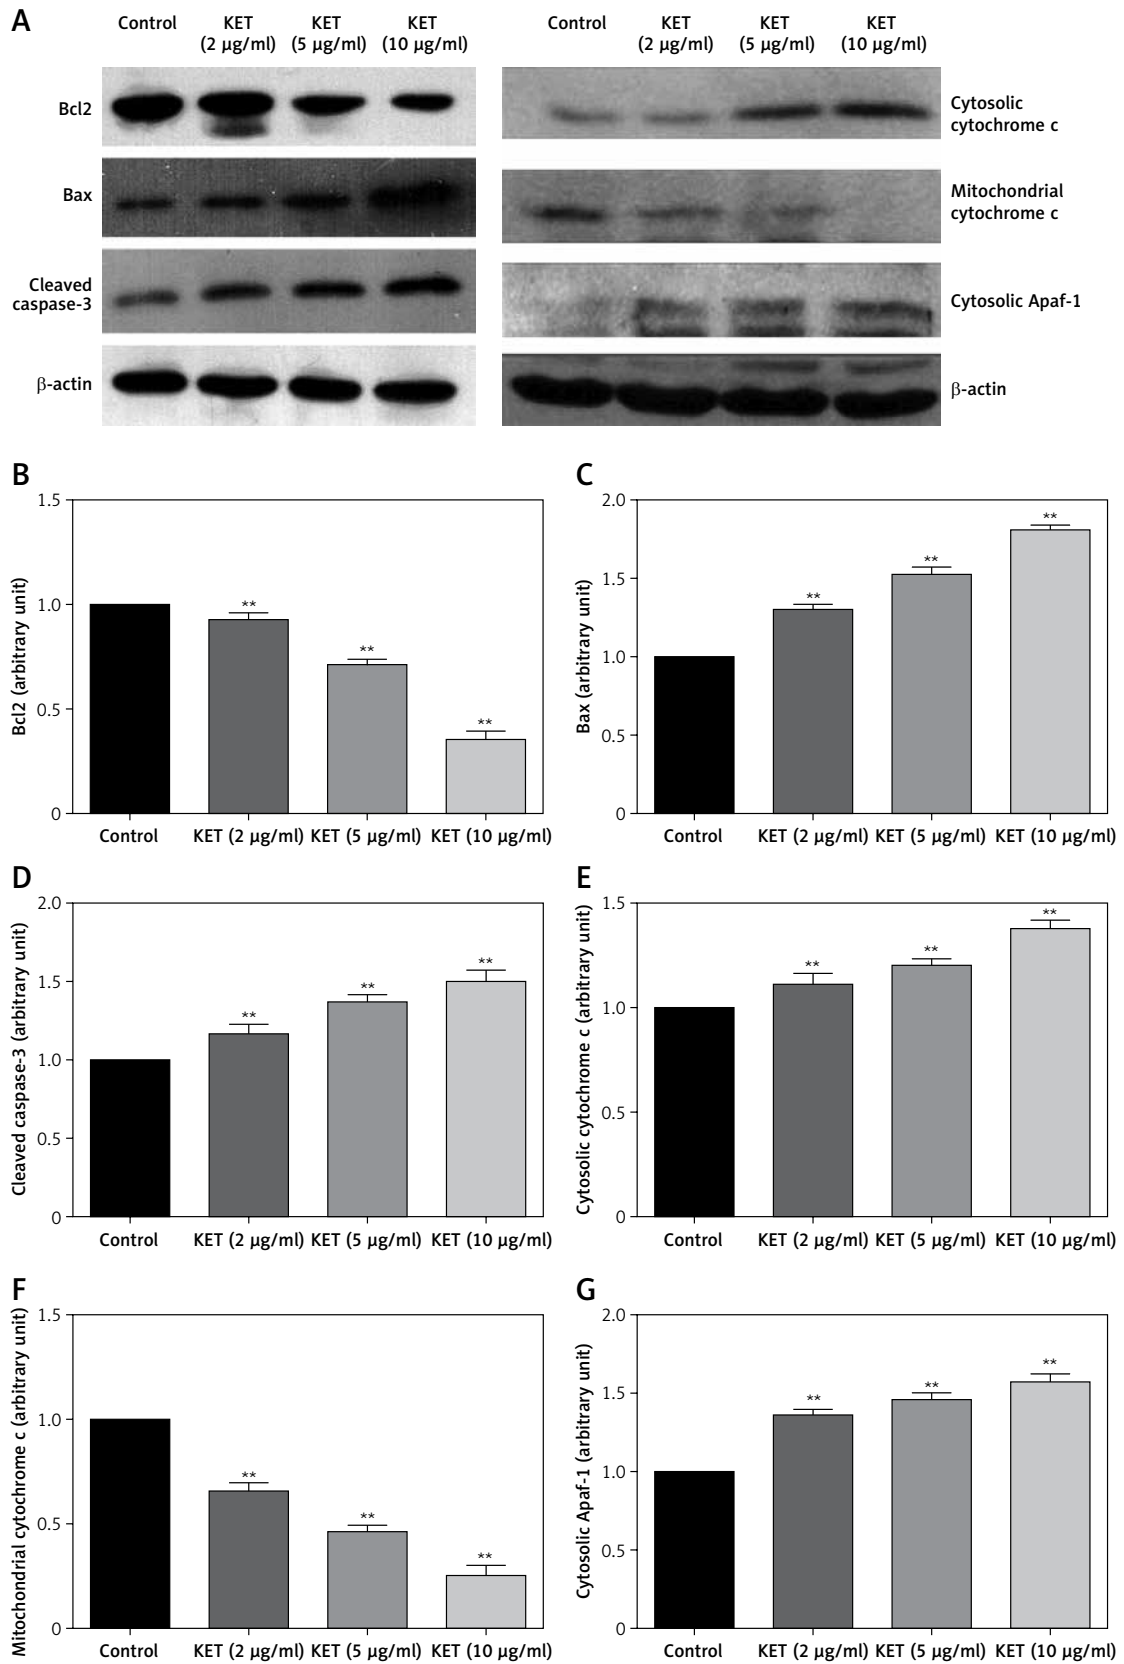 A
Control
KET
(2 µg/ml)
KET
(5 µg/ml)
KET
(10 µg/ml)
Control
KET
(2 µg/ml)
KET
(5 µg/ml)
KET
(10 µg/ml)
Bcl2
Bax
Cleaved
caspase-3
β-actin
Cytosolic
cytochrome c
Mitochondrial
cytochrome c
Cytosolic Apaf-1
β-actin
B
Bcl2 (arbitrary unit)
1.5
1.0
0.5
0
**
**
**
Control
KET (2 µg/ml)
KET (5 µg/ml)
KET (10 µg/ml)
C
Bax (arbitrary unit)
2.0
1.5
1.0
0.5
0
**
**
**
Control
KET (2 µg/ml)
KET (5 µg/ml)
KET (10 µg/ml)
D
Cleaved caspase-3 (arbitrary unit)
2.0
1.5
1.0
0.5
0
**
**
**
Control
KET (2 µg/ml)
KET (5 µg/ml)
KET (10 µg/ml)
E
Cytosolic cytochrome c (arbitrary unit)
1.5
1.0
0.5
0
**
**
**
Control
KET (2 µg/ml)
KET (5 µg/ml)
KET (10 µg/ml)
F
Mitochondrial cytochrome c (arbitrary unit)
1.5
1.0
0.5
0
**
**
**
Control
KET (2 µg/ml)
KET (5 µg/ml)
KET (10 µg/ml)
G
Cytosolic Apaf-1 (arbitrary unit)
2.0
1.5
1.0
0.5
0
**
**
**
Control
KET (2 µg/ml)
KET (5 µg/ml)
KET (10 µg/ml)